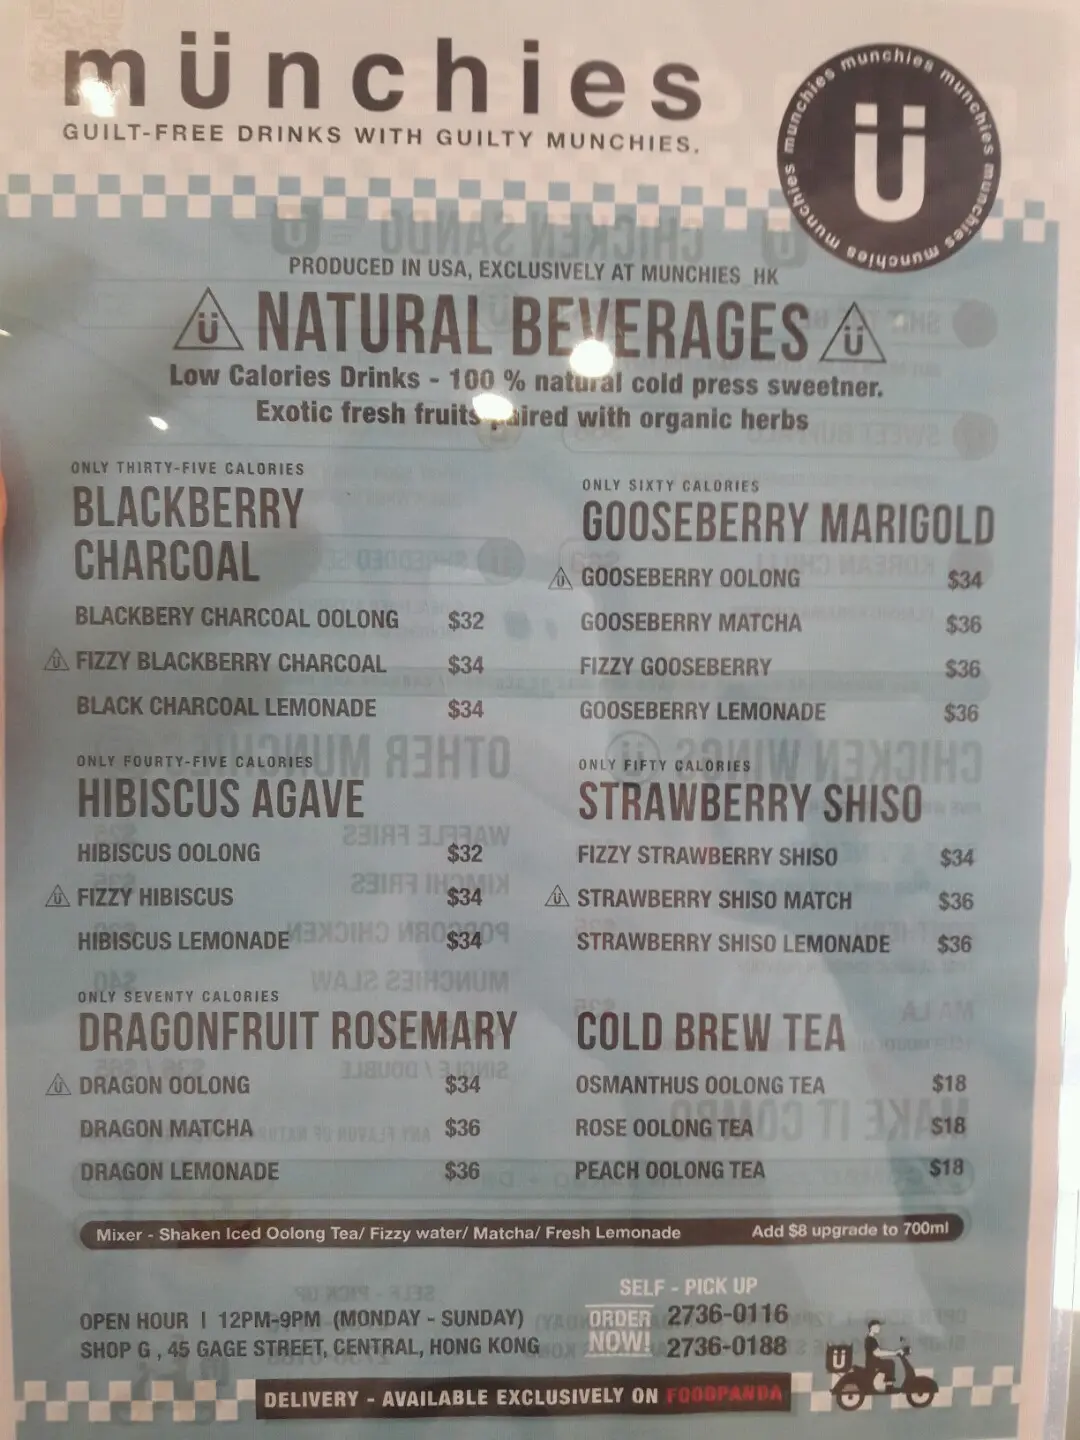 münchies
GUILT-FREE DRINKS WITH GUILTY MUNCHIES.
munchies munchies munchies munchies munchies munchies
Ü
PRODUCED IN USA, EXCLUSIVELY AT MUNCHIES HK
Ü NATURAL BEVERAGES Ü
Low Calories Drinks - 100 % natural cold press sweetner.
Exotic fresh fruits paired with organic herbs
ONLY THIRTY-FIVE CALORIES
BLACKBERRY
CHARCOAL
BLACKBERY CHARCOAL OOLONG $32
Ü FIZZY BLACKBERRY CHARCOAL $34
BLACK CHARCOAL LEMONADE $34
ONLY FOURTY-FIVE CALORIES
HIBISCUS AGAVE
HIBISCUS OOLONG $32
Ü FIZZY HIBISCUS $34
HIBISCUS LEMONADE $34
ONLY SEVENTY CALORIES
DRAGONFRUIT ROSEMARY
Ü DRAGON OOLONG $34
DRAGON MATCHA $36
DRAGON LEMONADE $36
ONLY SIXTY CALORIES
GOOSEBERRY MARIGOLD
Ü GOOSEBERRY OOLONG $34
GOOSEBERRY MATCHA $36
FIZZY GOOSEBERRY $36
GOOSEBERRY LEMONADE $36
ONLY FIFTY CALORIES
STRAWBERRY SHISO
FIZZY STRAWBERRY SHISO $34
Ü STRAWBERRY SHISO MATCH $36
STRAWBERRY SHISO LEMONADE $36
COLD BREW TEA
OSMANTHUS OOLONG TEA $18
ROSE OOLONG TEA $18
PEACH OOLONG TEA $18
Mixer - Shaken Iced Oolong Tea/ Fizzy water/ Matcha/ Fresh Lemonade Add $8 upgrade to 700ml
OPEN HOUR I 12PM-9PM (MONDAY - SUNDAY)
SHOP G , 45 GAGE STREET, CENTRAL, HONG KONG
SELF - PICK UP
ORDER NOW! 2736-0116
2736-0188
Ü
DELIVERY - AVAILABLE EXCLUSIVELY ON FOODPANDA